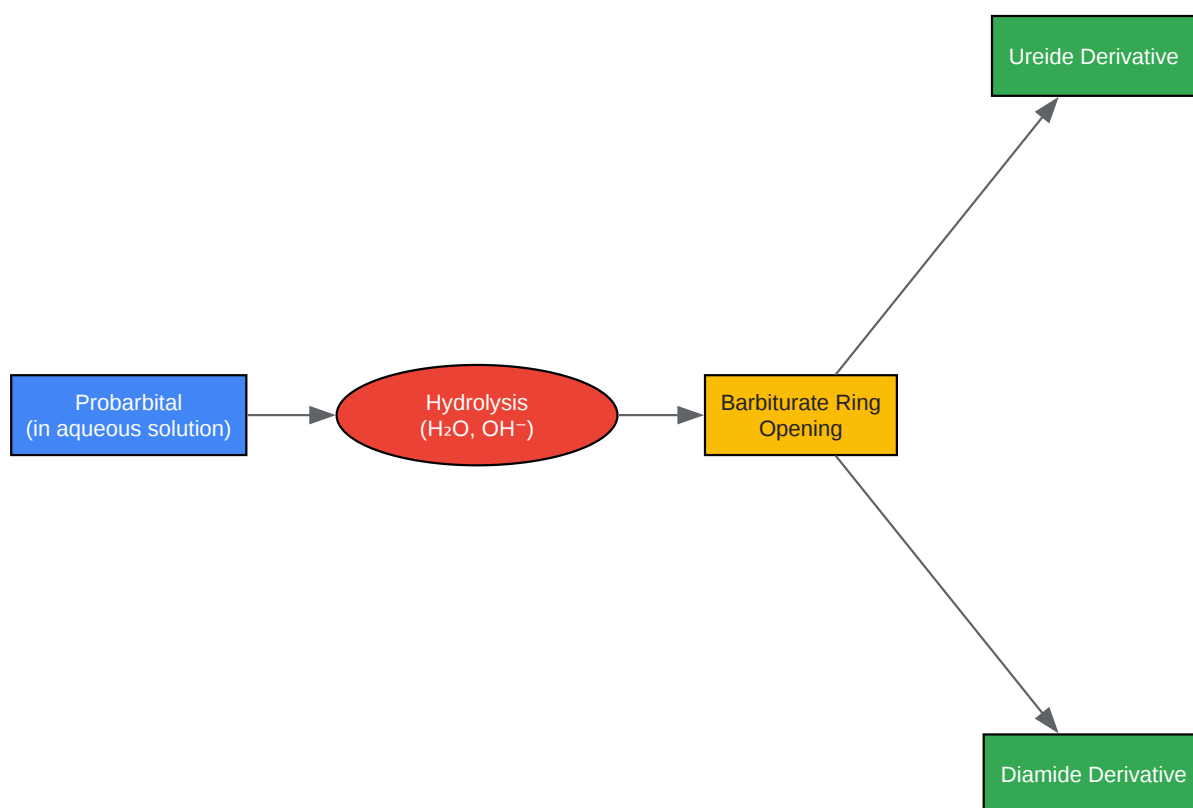 Ureide Derivative
Probarbital
(in aqueous solution)
Hydrolysis
(H₂O, OH⁻)
Barbiturate Ring
Opening
Diamide Derivative